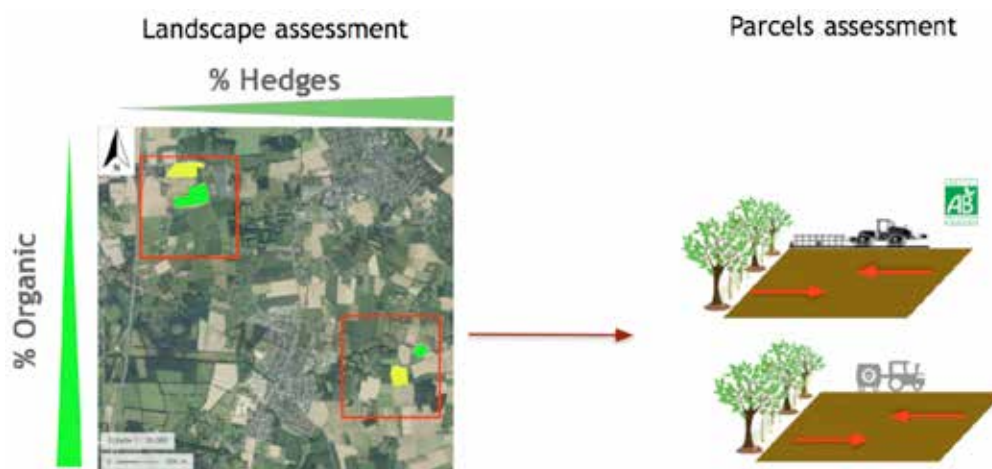 Landscape assessment
Parcels assessment
% Hedges
% Organic
N
AB